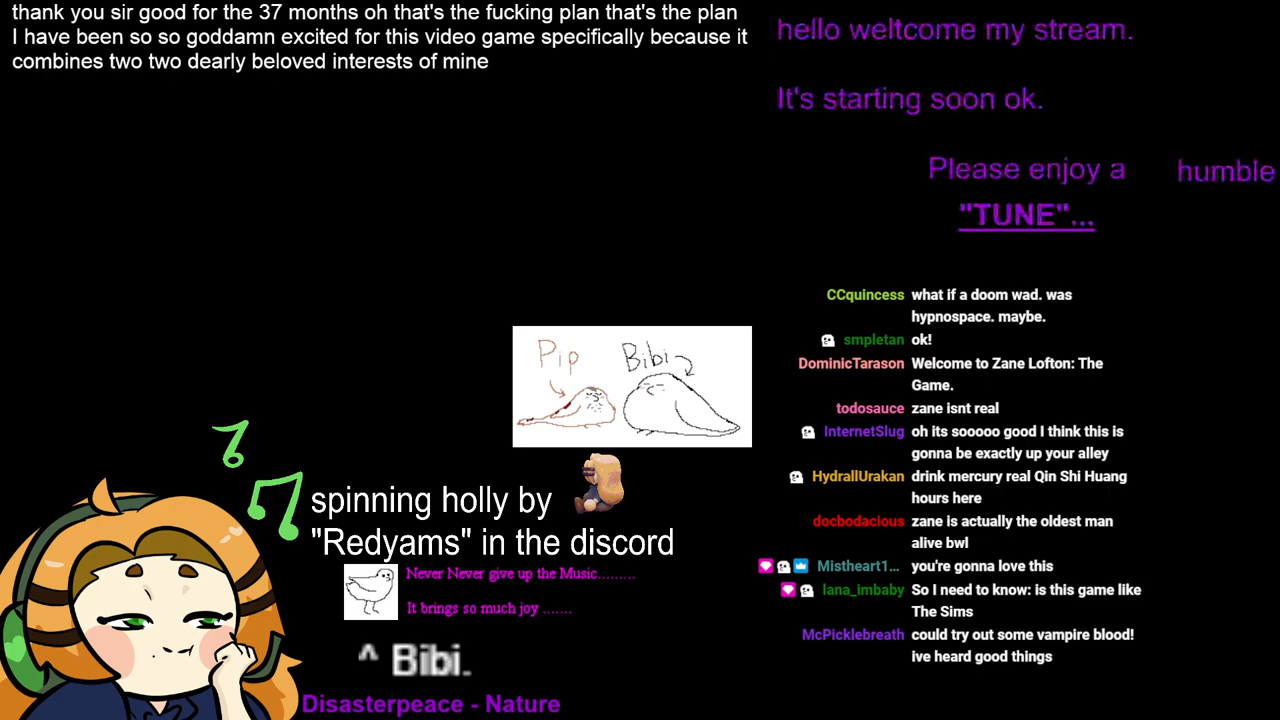 thank you sir good for the 37 months oh that's the fucking plan that's the plan
I have been so so goddamn excited for this video game specifically because it
combines two two dearly beloved interests of mine
hello weltcome my stream.
It's starting soon ok.
Please enjoy a humble
"TUNE"...
CCquincess what if a doom wad. was
hypnospace. maybe.
smpletan ok!
DominicTarason Welcome to Zane Lofton: The
Game.
todosauce zane isnt real
InternetSlug oh its sooooo good I think this is
gonna be exactly up your alley
HydrallUrakan drink mercury real Qin Shi Huang
hours here
docbodacious zane is actually the oldest man
alive bwl
Mistheart1... you're gonna love this
lana_imbaby So I need to know: is this game like
The Sims
McPicklebreath could try out some vampire blood!
ive heard good things
Pip Bibi
spinning holly by
"Redyams" in the discord
Never Never give up the Music.........
It brings so much joy .......
^ Bibi.
Disasterpeace - Nature